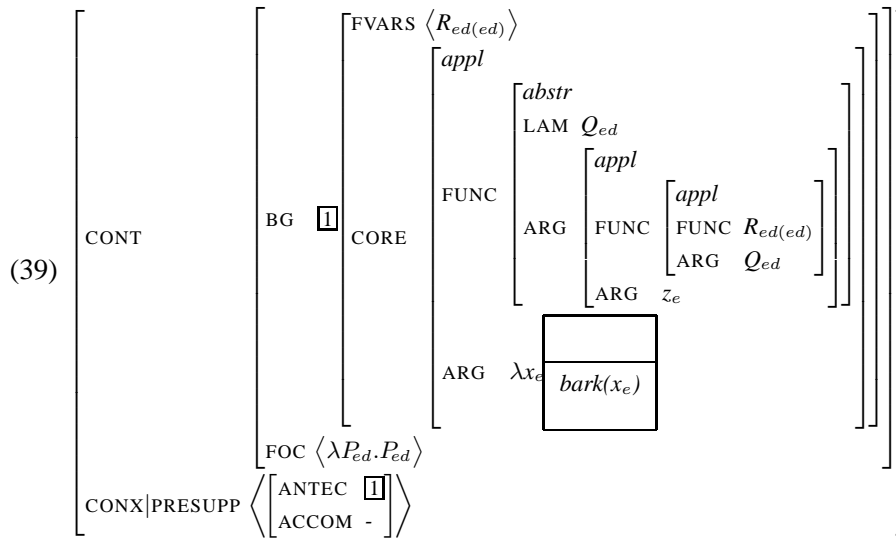 FVARS ⟨R_ed(ed)⟩
appl
abstr
LAM Q_ed
appl
appl
FUNC
BG [1]
ARG FUNC FUNC R_ed(ed)
CORE
CONT
ARG Q_ed
(39)
ARG z_e
ARG λx_e bark(x_e)
FOC ⟨λP_ed.P_ed⟩
ANTEC [1]
CONX|PRESUPP
ACCOM -
.